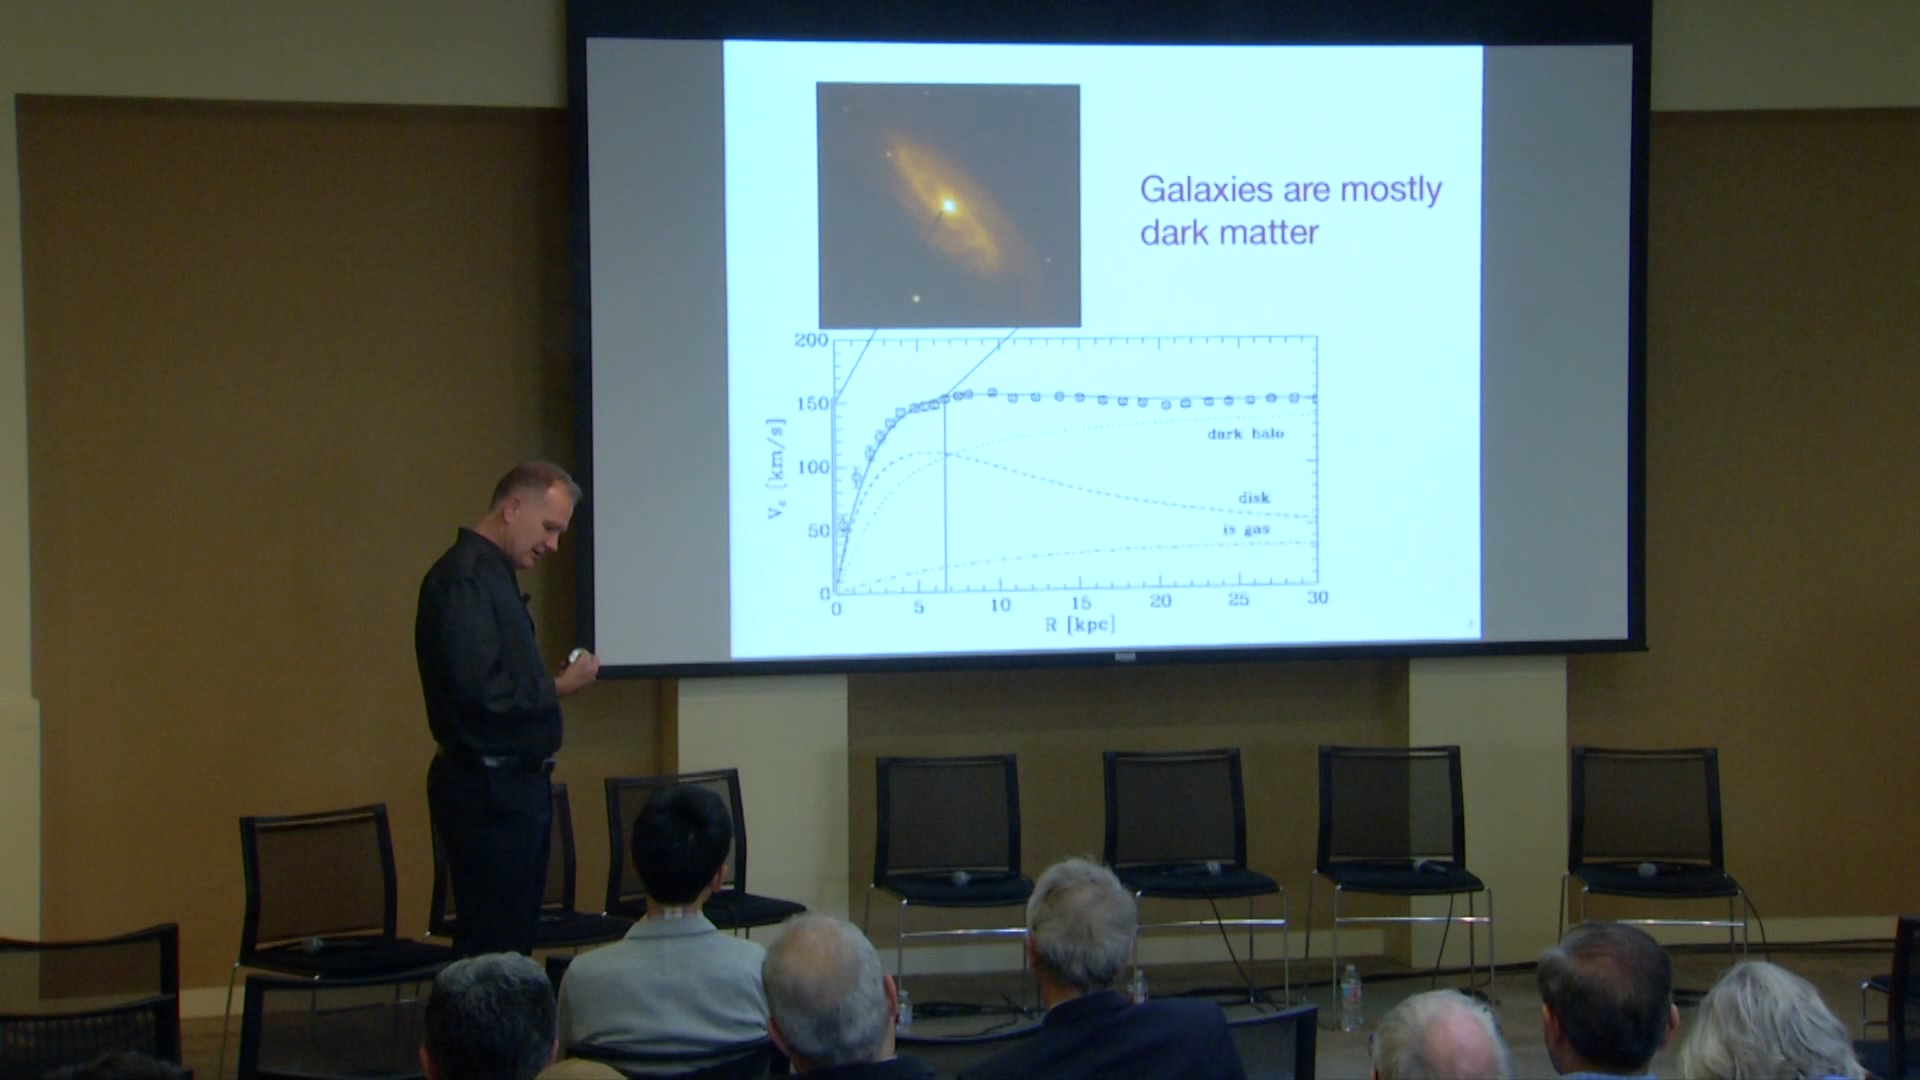 Galaxies are mostly
dark matter
200
150
100
50
0
V꜀ [km/s]
dark halo
disk
is gas
0 5 10 15 20 25 30
R [kpc]